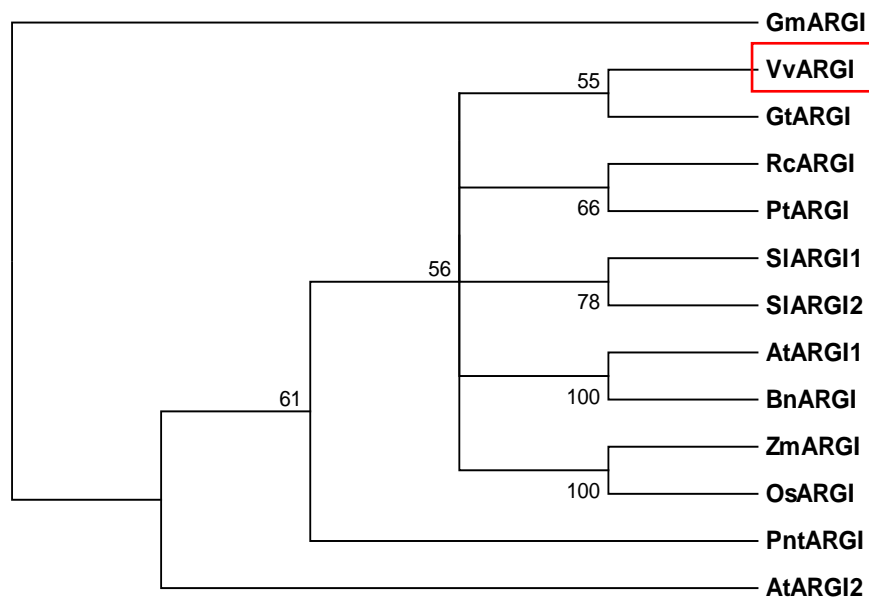 GmARGI
VvARGI
55
GtARGI
RcARGI
66
PtARGI
SlARGI1
56
78
SlARGI2
AtARGI1
61
100
BnARGI
ZmARGI
100
OsARGI
PntARGI
AtARGI2